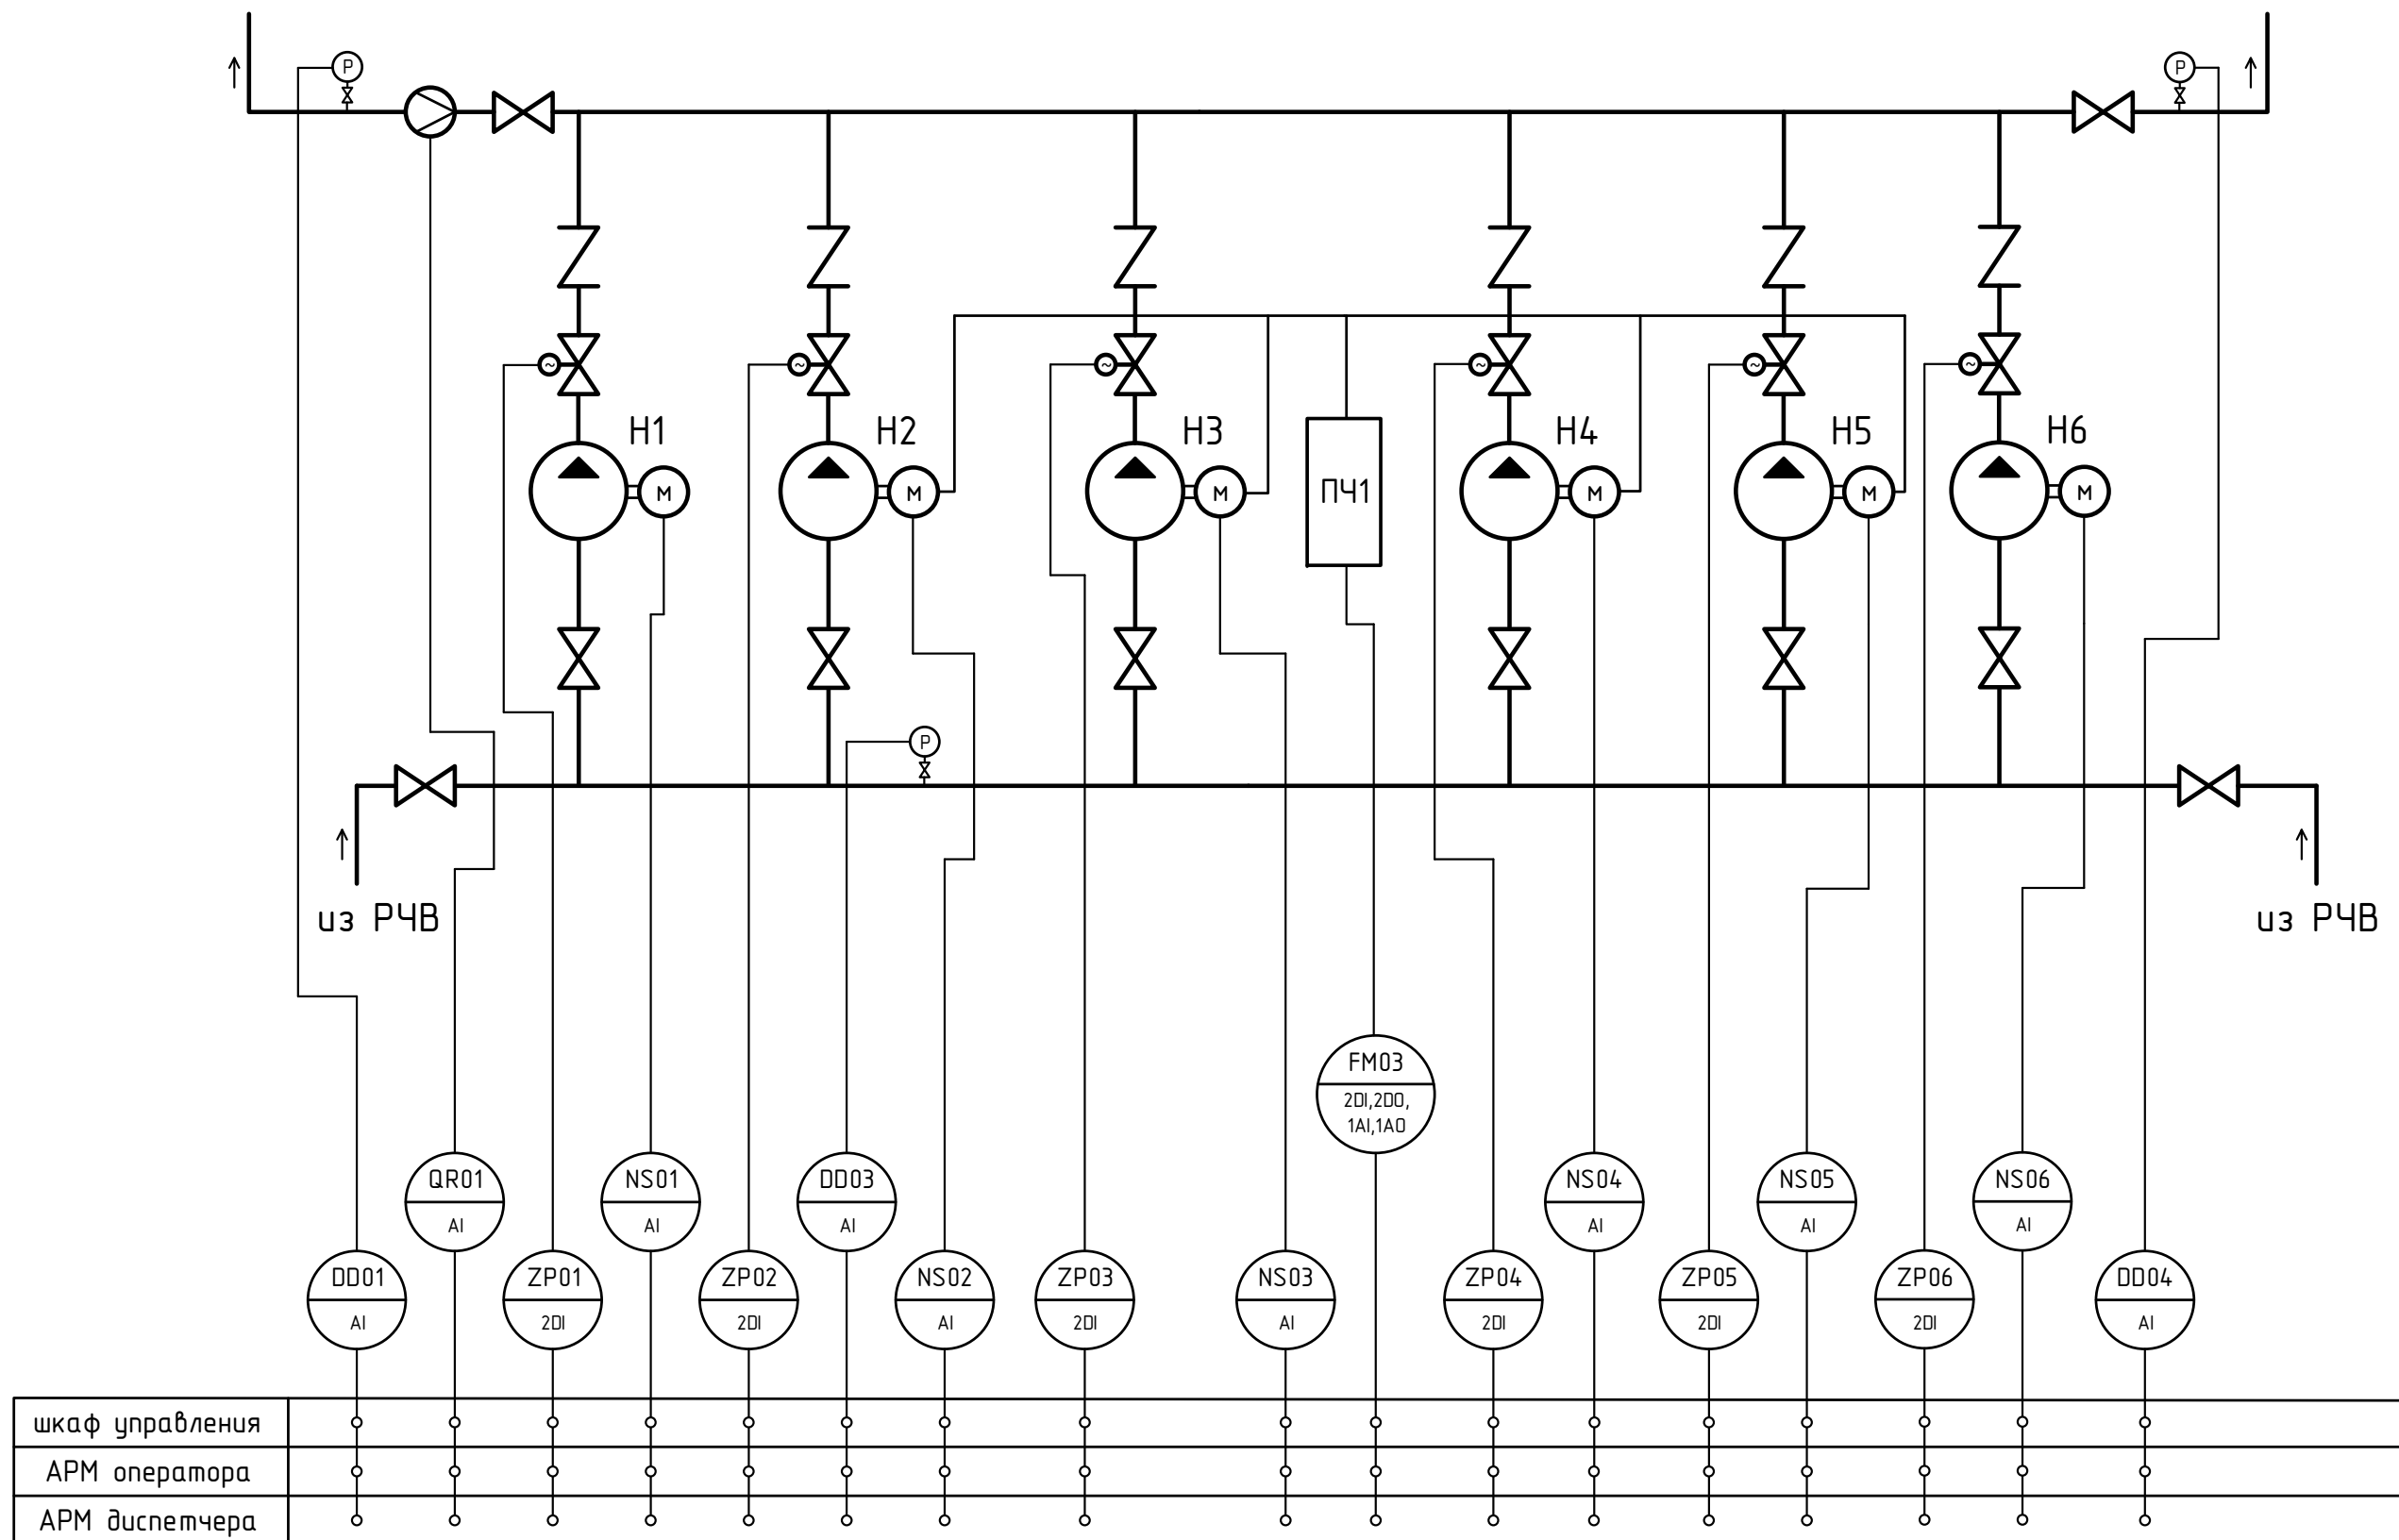 P
P
~
~
~
~
~
~
Н1
Н2
Н3
Н4
Н5
Н6
М
М
М
ПЧ1
М
М
М
P
из РЧВ
из РЧВ
FM03
2DI,2DO,
1AI,1AO
QR01
AI
NS01
AI
DD03
AI
NS04
AI
NS05
AI
NS06
AI
DD01
AI
ZP01
2DI
ZP02
2DI
NS02
AI
ZP03
2DI
NS03
AI
ZP04
2DI
ZP05
2DI
ZP06
2DI
DD04
AI
шкаф управления
АРМ оператора
АРМ диспетчера